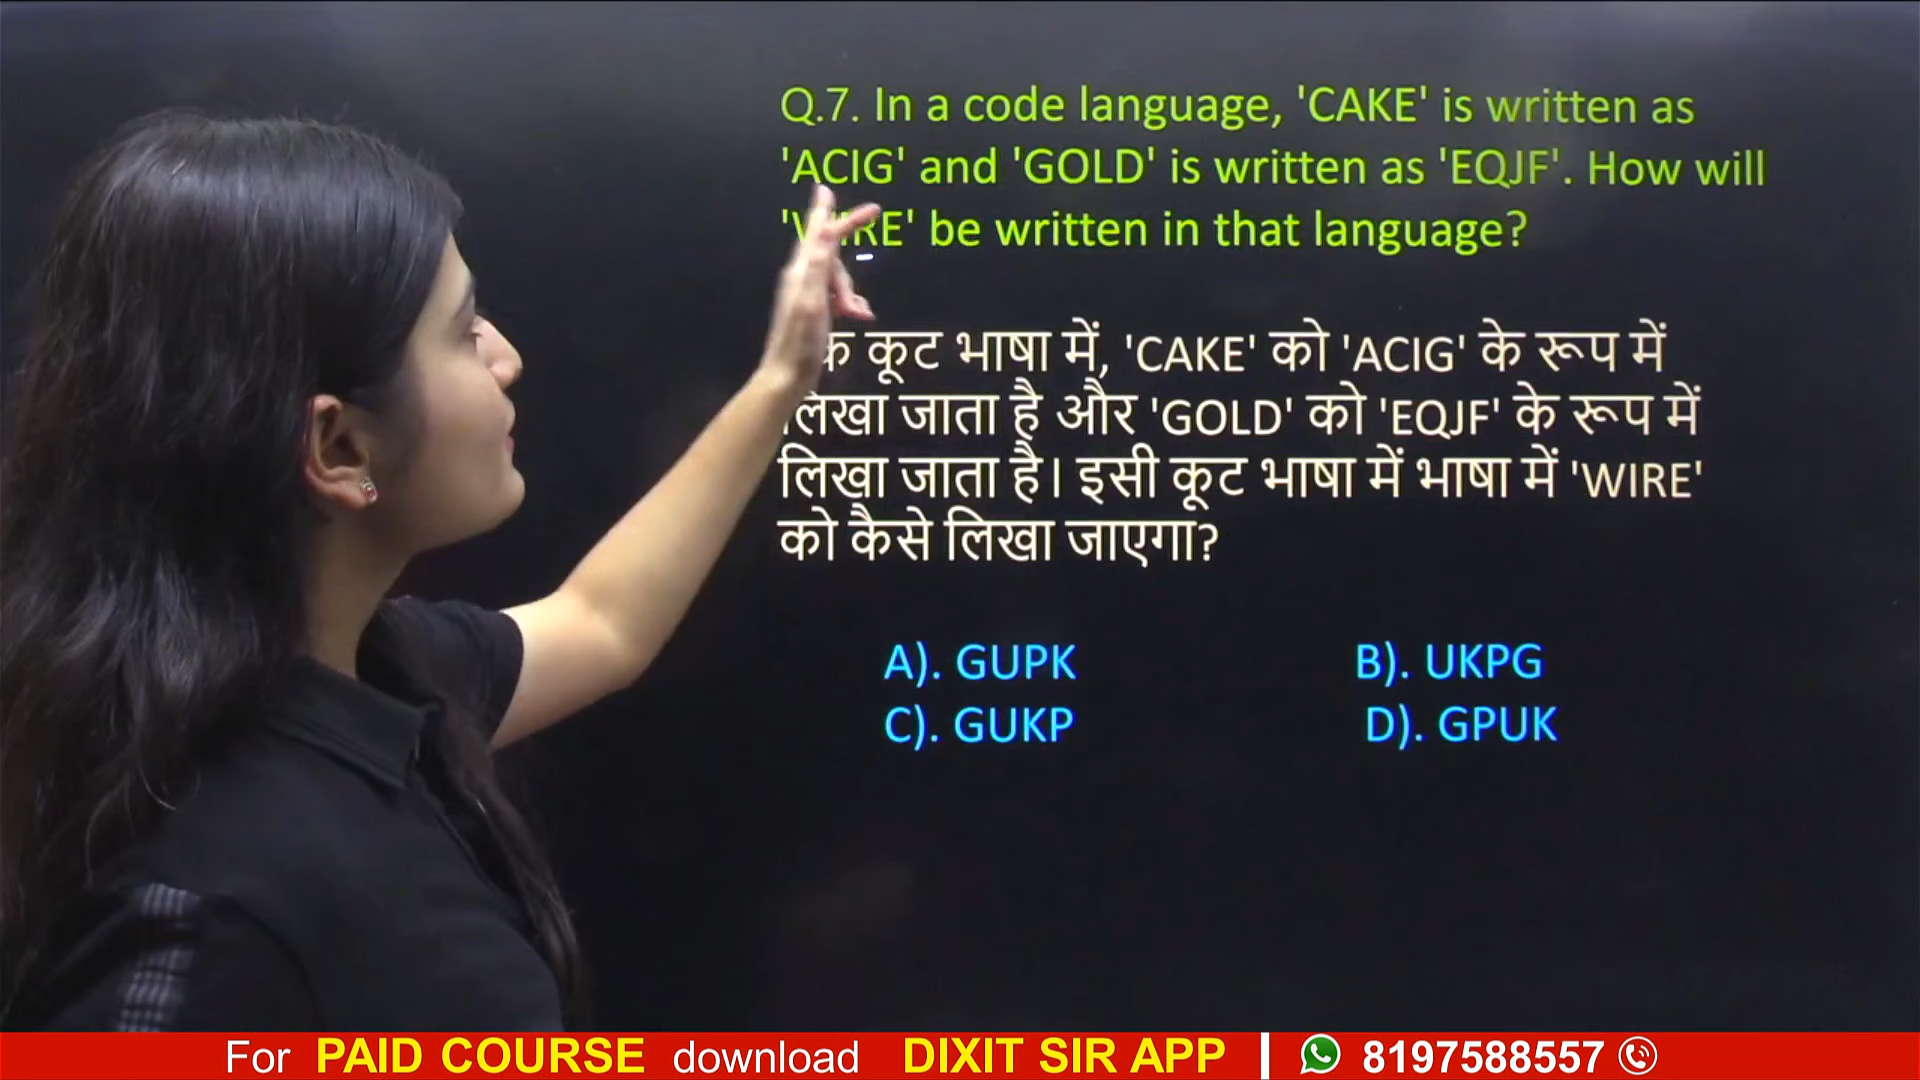 Q.7. In a code language, 'CAKE' is written as
'ACIG' and 'GOLD' is written as 'EQJF'. How will
'WIRE' be written in that language?
कूट भाषा में, 'CAKE' को 'ACIG' के रूप में
लिखा जाता है और 'GOLD' को 'EQJF' के रूप में
लिखा जाता है। इसी कूट भाषा में भाषा में 'WIRE'
को कैसे लिखा जाएगा?
A). GUPK B). UKPG
C). GUKP D). GPUK
For PAID COURSE download DIXIT SIR APP | 8197588557